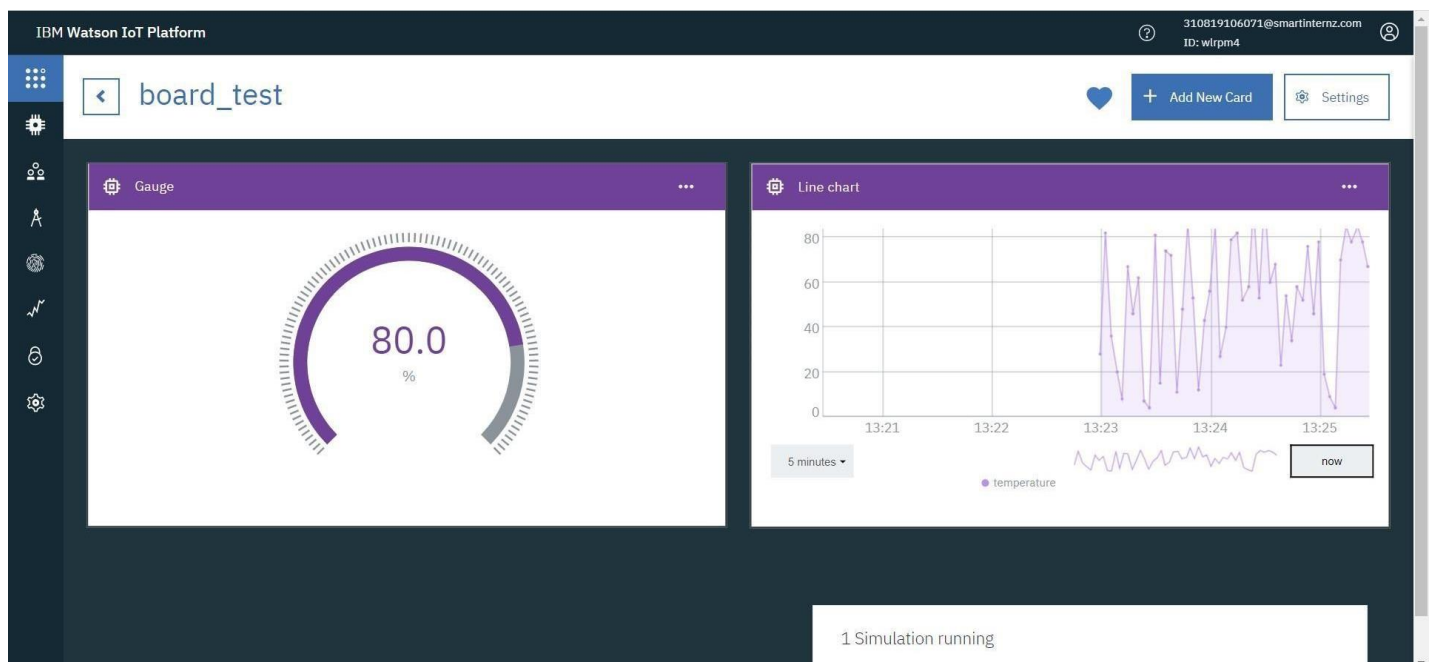 IBM Watson IoT Platform
310819106071@smartinternz.com
ID: wlrpm4
board_test
Add New Card
Settings
Gauge
80.0
%
Line chart
80
60
40
20
0
13:21 13:22 13:23 13:24 13:25
5 minutes
now
temperature
1 Simulation running